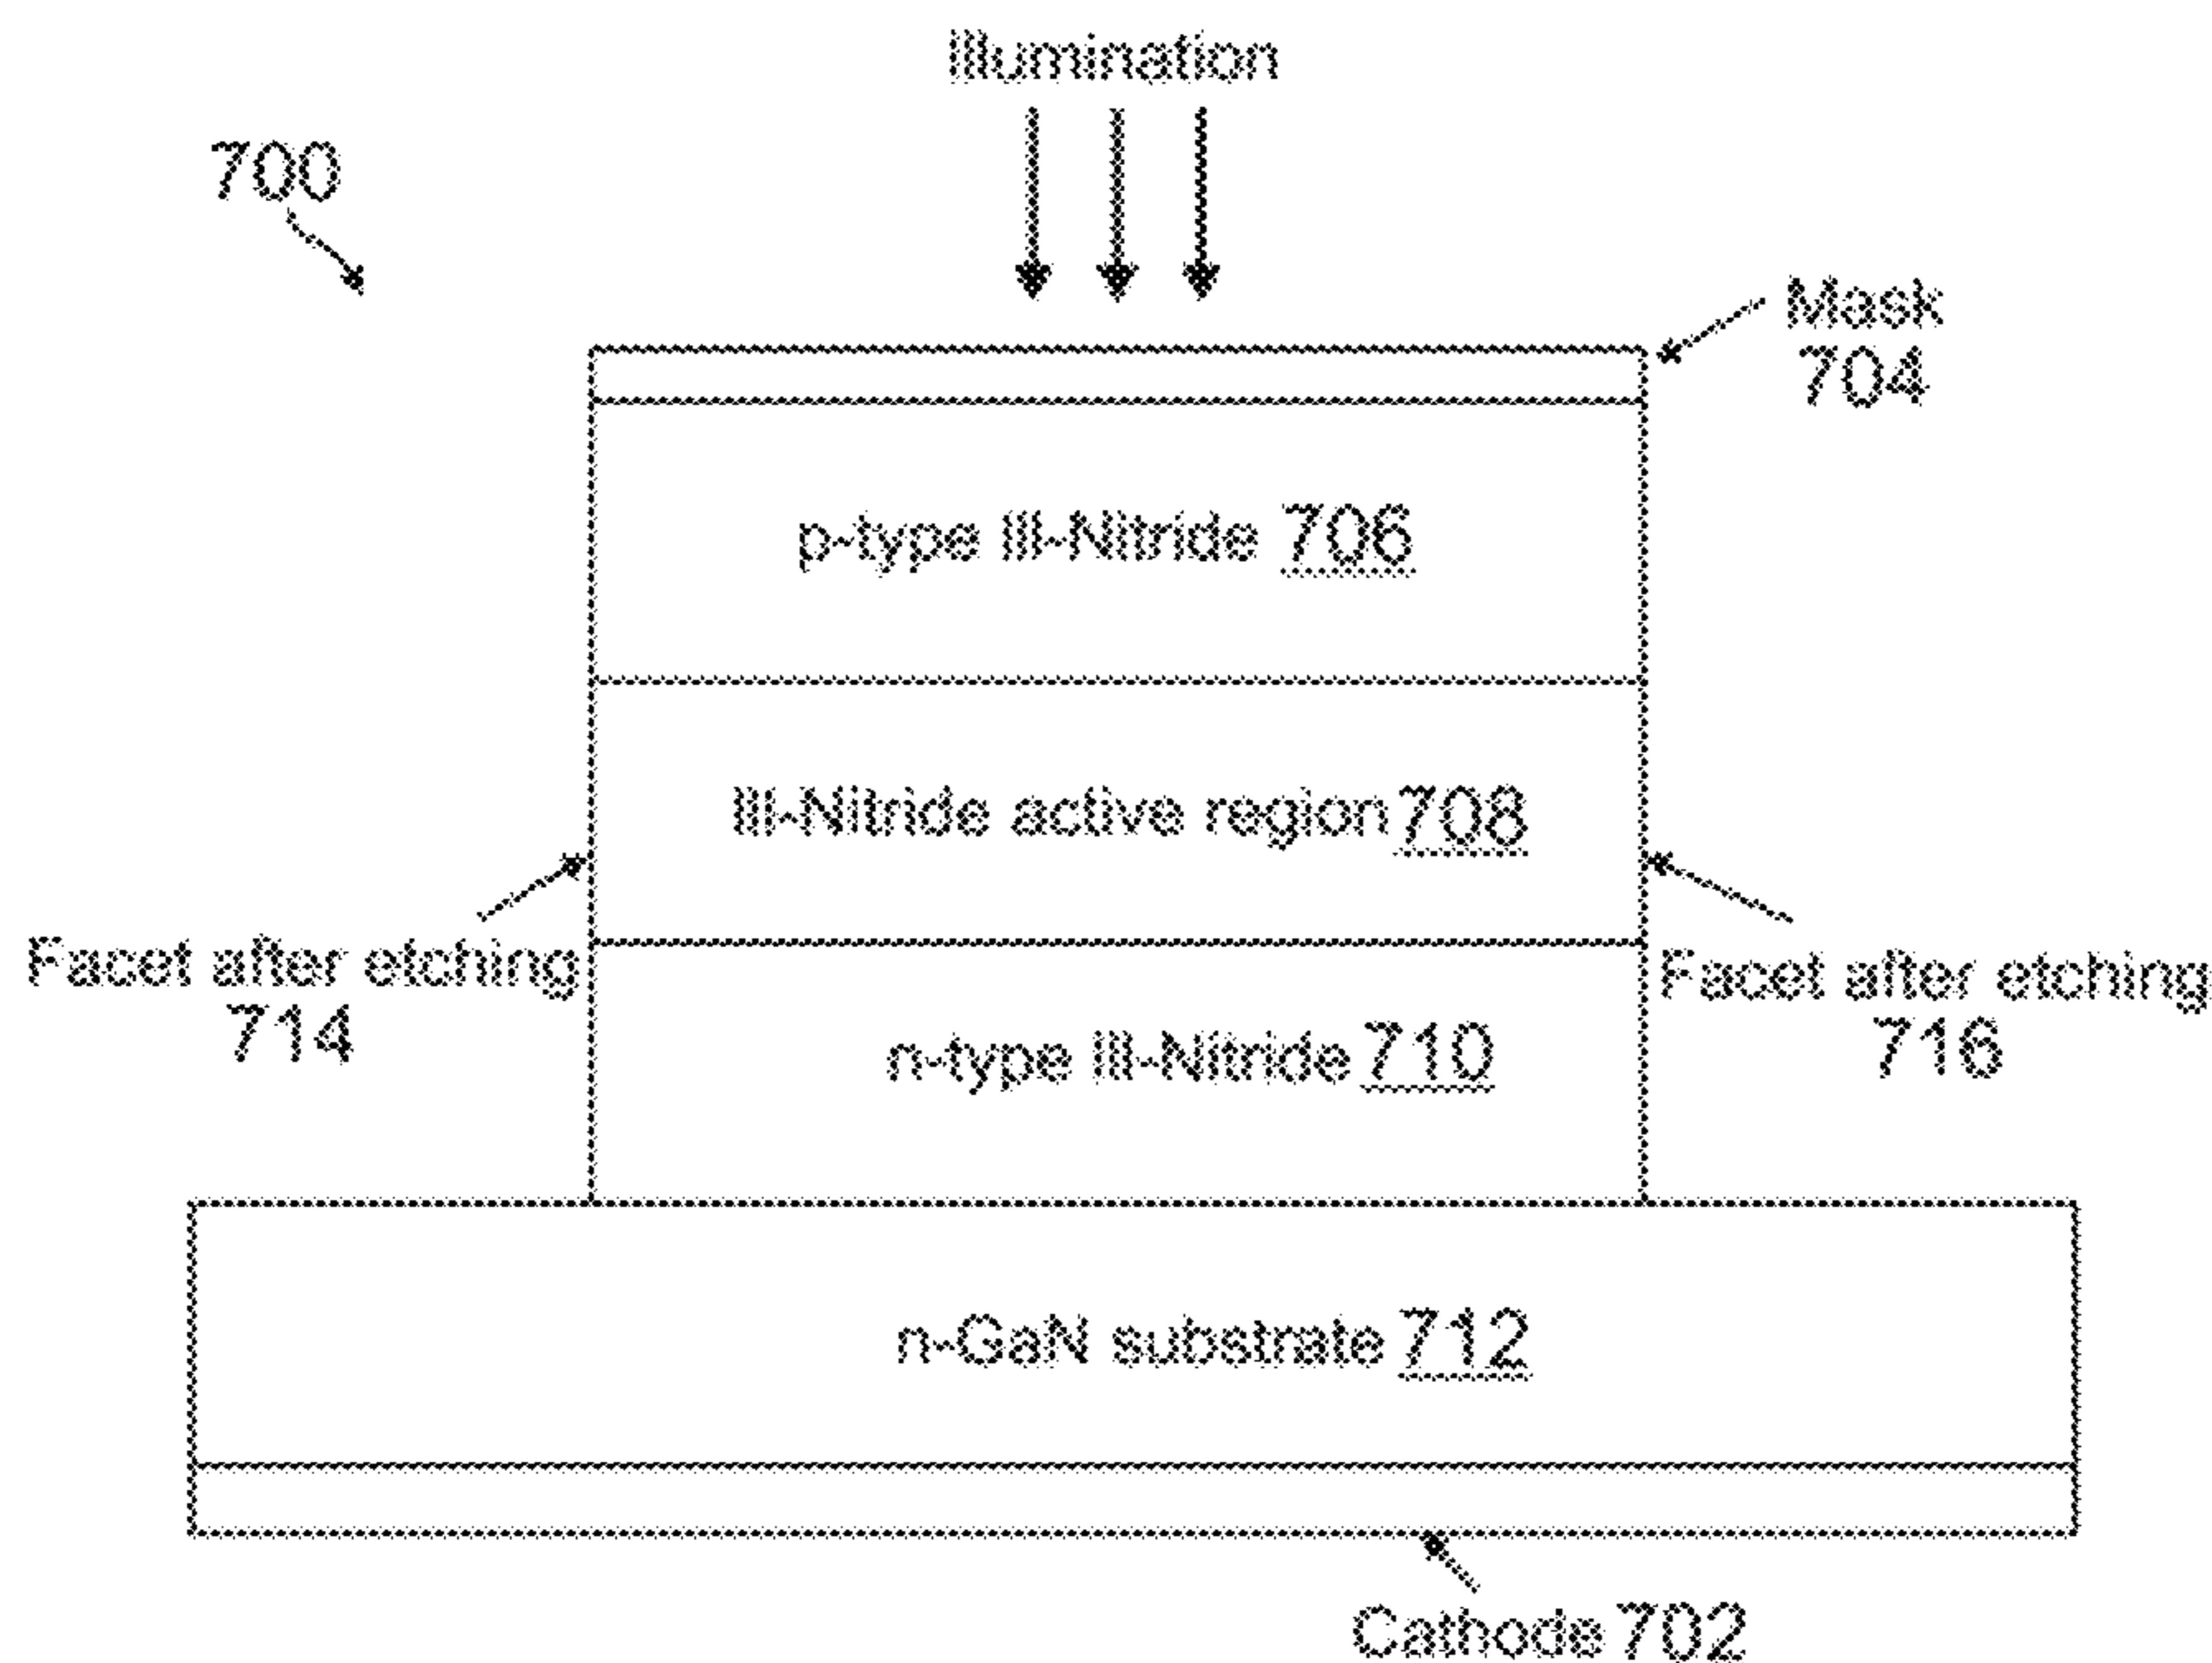 Illumination
700
Mask
704
p-type III-Nitride 706
III-Nitride active region 708
Facet after etching
714
Facet after etching
716
n-type III-Nitride 710
n-GaN substrate 712
Cathode 702